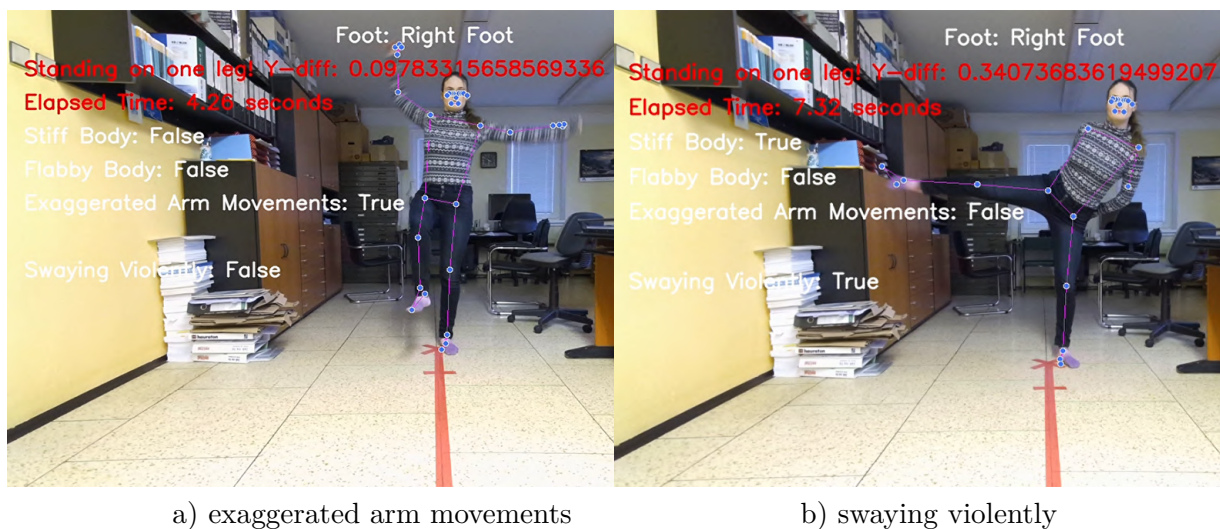 Foot: Right Foot
Standing on one leg! Y-diff: 0.09783315658569336
Elapsed Time: 4.26 seconds
Stiff Body: False
Flabby Body: False
Exaggerated Arm Movements: True
Swaying Violently: False
a) exaggerated arm movements
Foot: Right Foot
Standing on one leg! Y-diff: 0.340736836194992​07
Elapsed Time: 7.32 seconds
Stiff Body: True
Flabby Body: False
Exaggerated Arm Movements: False
Swaying Violently: True
b) swaying violently